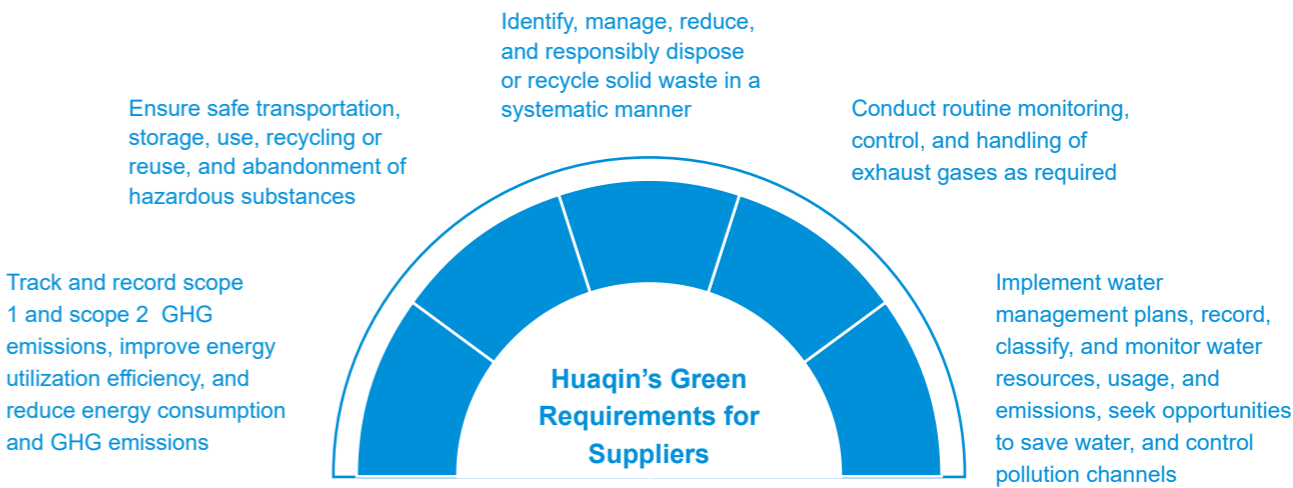 Identify, manage, reduce,
and responsibly dispose
or recycle solid waste in a
systematic manner
Ensure safe transportation,
storage, use, recycling or
reuse, and abandonment of
hazardous substances
Conduct routine monitoring,
control, and handling of
exhaust gases as required
Track and record scope
1 and scope 2 GHG
emissions, improve energy
utilization efficiency, and
reduce energy consumption
and GHG emissions
Implement water
management plans, record,
classify, and monitor water
resources, usage, and
emissions, seek opportunities
to save water, and control
pollution channels
Huaqin’s Green
Requirements for
Suppliers